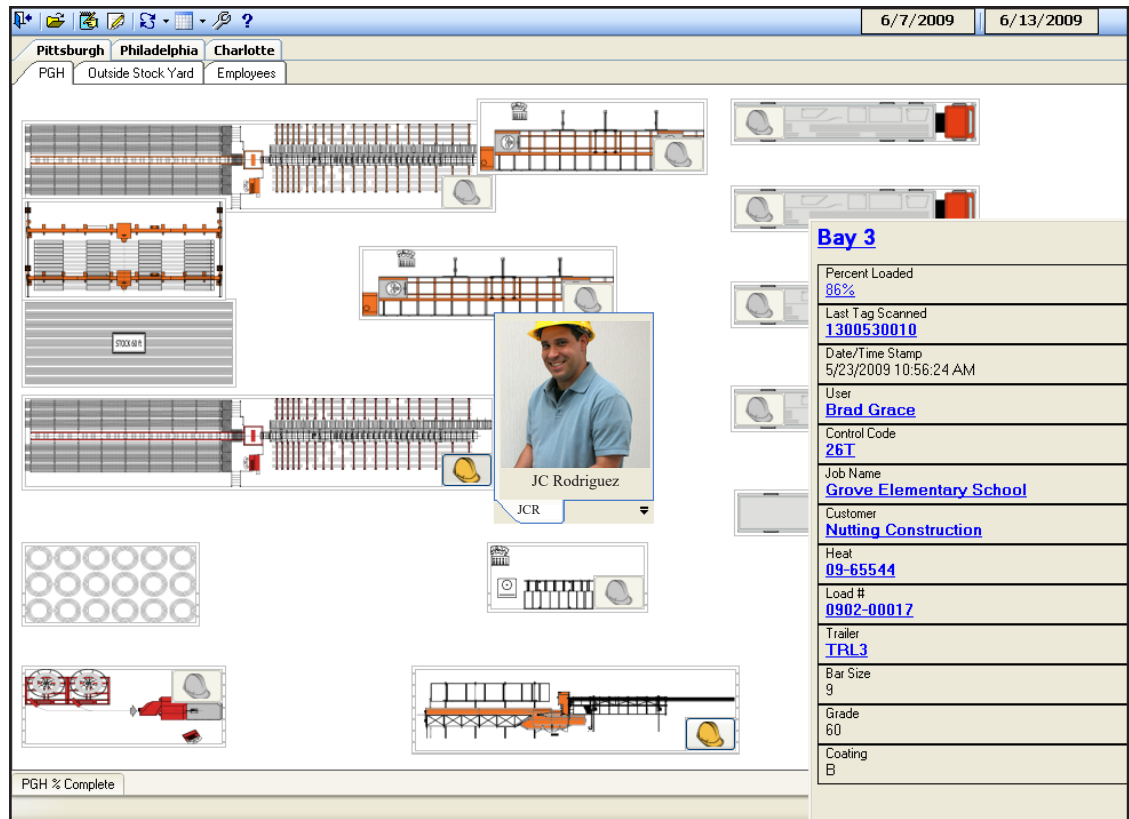 6/7/2009 6/13/2009
Pittsburgh Philadelphia Charlotte
PGH Outside Stock Yard Employees
STOCK 60 ft
JC Rodriguez
JCR
Bay 3
Percent Loaded
86%
Last Tag Scanned
1300530010
Date/Time Stamp
5/23/2009 10:56:24 AM
User
Brad Grace
Control Code
26T
Job Name
Grove Elementary School
Customer
Nutting Construction
Heat
09-65544
Load #
0902-00017
Trailer
TRL3
Bar Size
9
Grade
60
Coating
B
PGH % Complete